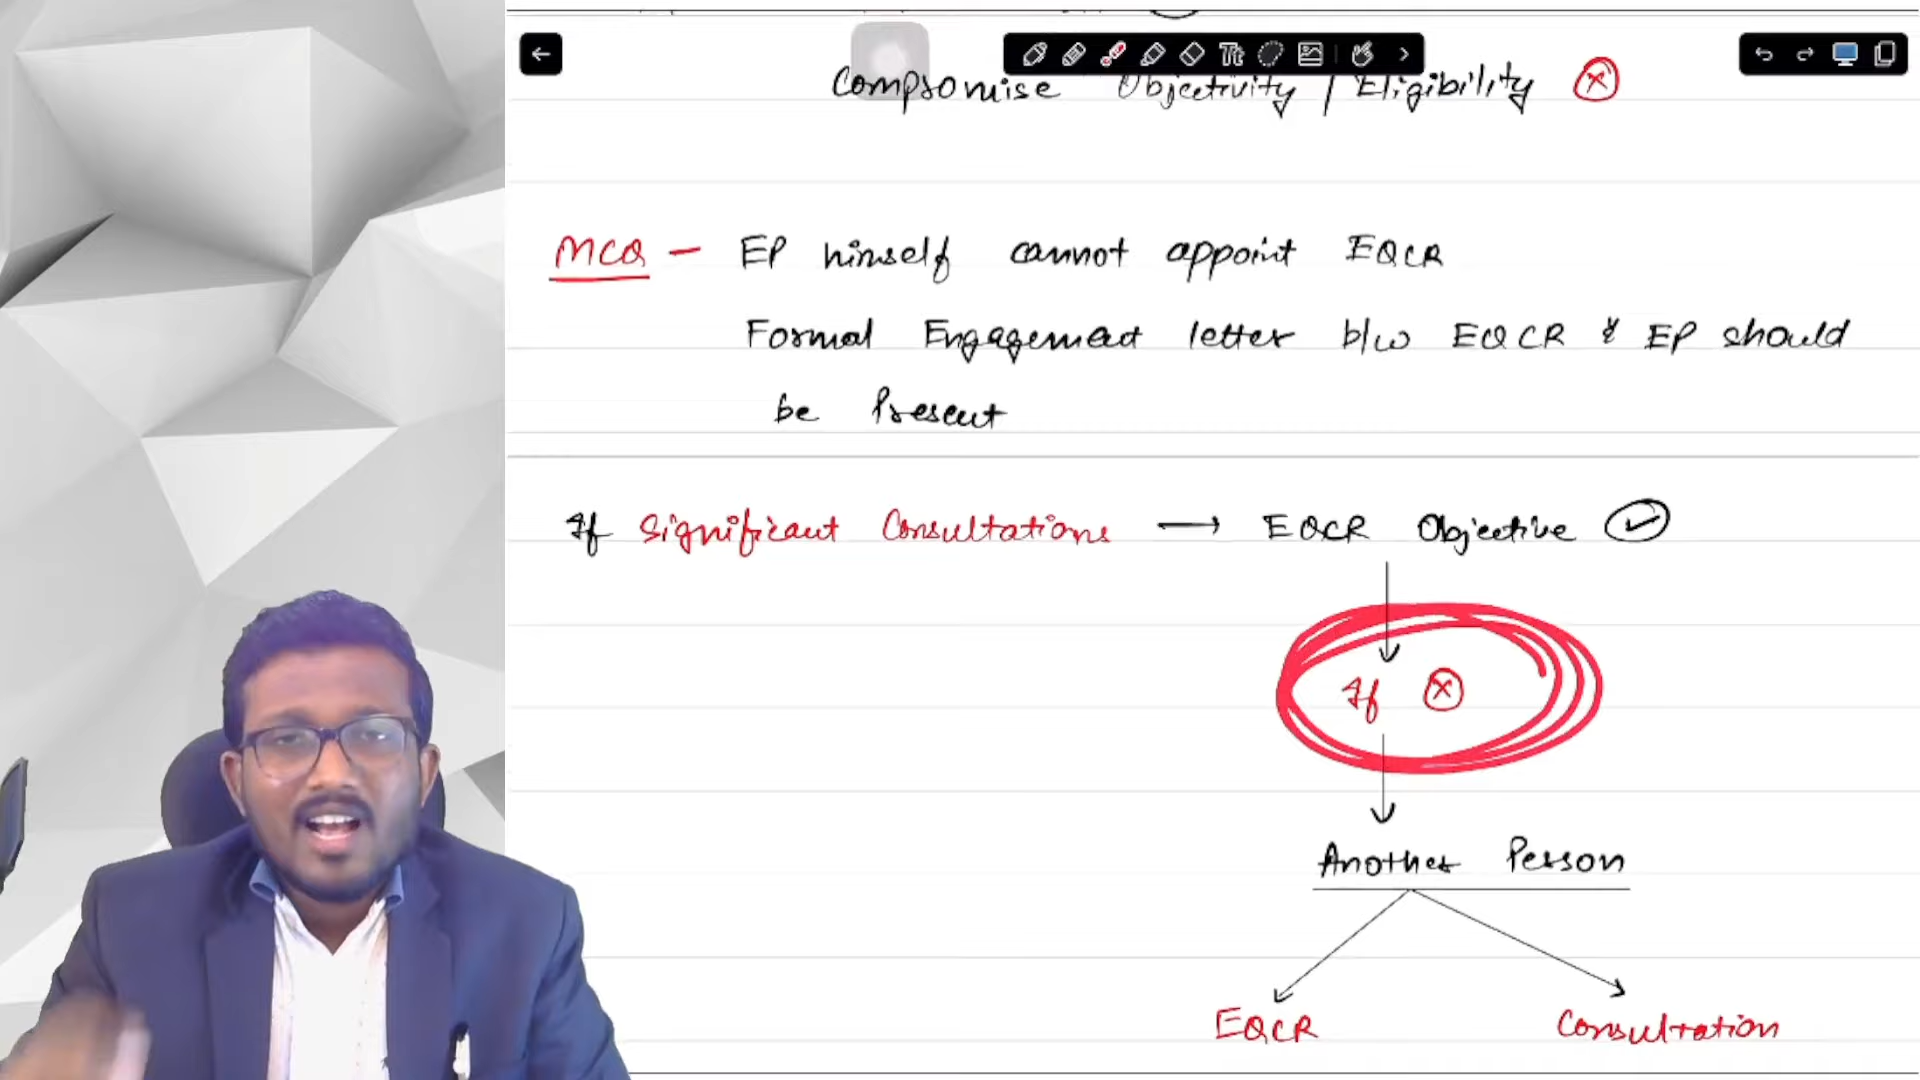 Compromise Objectivity / Eligibility
MCQ - EP himself cannot appoint EQCR
Formal Engagement letter b/w EQCR & EP should
be Present
If Significant Consultations → EQCR Objective
If
Another Person
EQCR Consultation